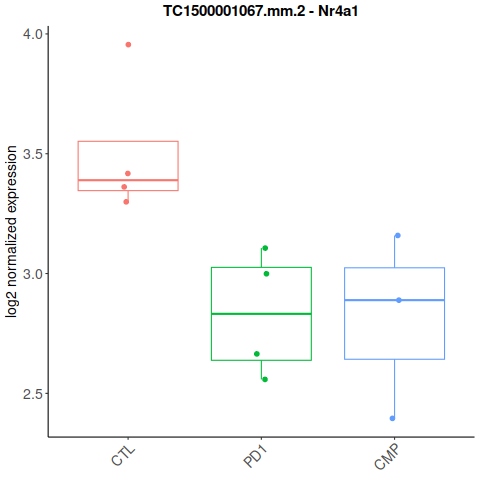 TC1500001067.mm.2 - Nr4a1
log2 normalized expression
4.0
3.5
3.0
2.5
CTL
PD1
CMP